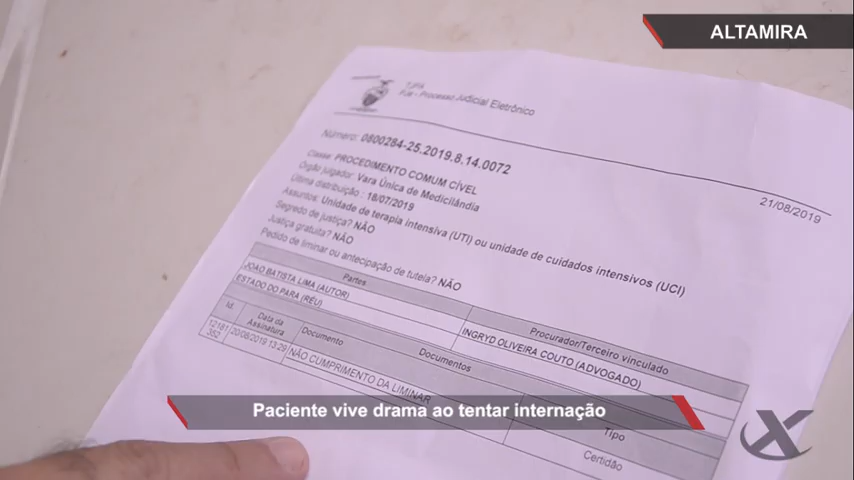 ALTAMIRA
TJPA
PJe - Processo Judicial Eletrônico
21/08/2019
Número: 0800284-25.2019.8.14.0072
Classe: PROCEDIMENTO COMUM CÍVEL
Órgão julgador: Vara Única de Medicilândia
Última distribuição : 18/07/2019
Assuntos: Unidade de terapia intensiva (UTI) ou unidade de cuidados intensivos (UCI)
Segredo de justiça? NÃO
Justiça gratuita? NÃO
Pedido de liminar ou antecipação de tutela? NÃO
Partes
Procurador/Terceiro vinculado
JOAO BATISTA LIMA (AUTOR)
INGRYD OLIVEIRA COUTO (ADVOGADO)
ESTADO DO PARA (RÉU)
Documentos
Id. Data da Assinatura Documento Tipo
12181352 20/08/2019 13:29 NÃO CUMPRIMENTO DA LIMINAR Certidão
Paciente vive drama ao tentar internação